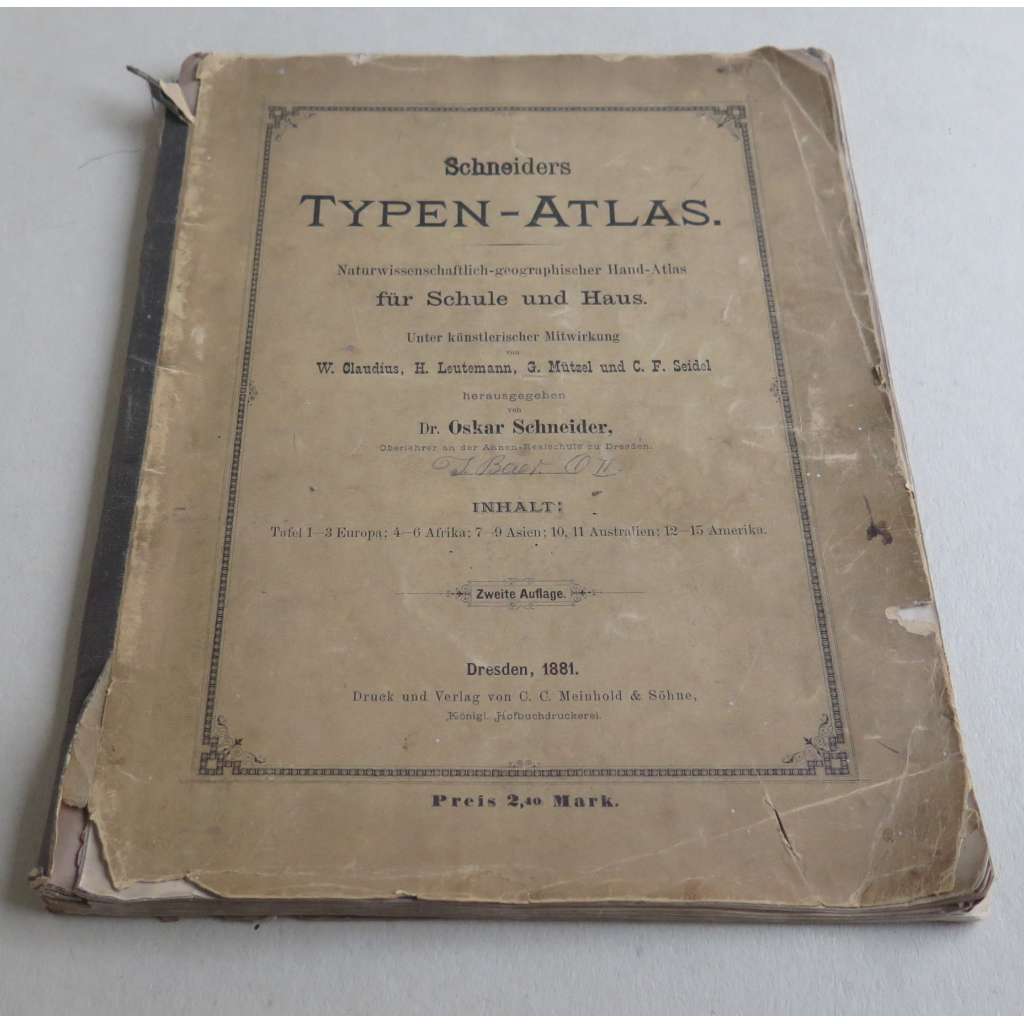 Schneiders
TYPEN-ATLAS.
Naturwissenschaftlich-geographischer Hand-Atlas
für Schule und Haus.
Unter künstlerischer Mitwirkung
von
W. Claudius, H. Leutemann, G. Mützel und C. F. Seidel
herausgegeben
von
Dr. Oskar Schneider,
Oberlehrer an der Annen-Realschule zu Dresden.
INHALT:
Tafel 1—3 Europa; 4—6 Afrika; 7—9 Asien; 10, 11 Australien; 12—15 Amerika.
Zweite Auflage.
Dresden, 1881.
Druck und Verlag von C. C. Meinhold & Söhne,
Königl. Hofbuchdruckerei.
Preis 2,40 Mark.